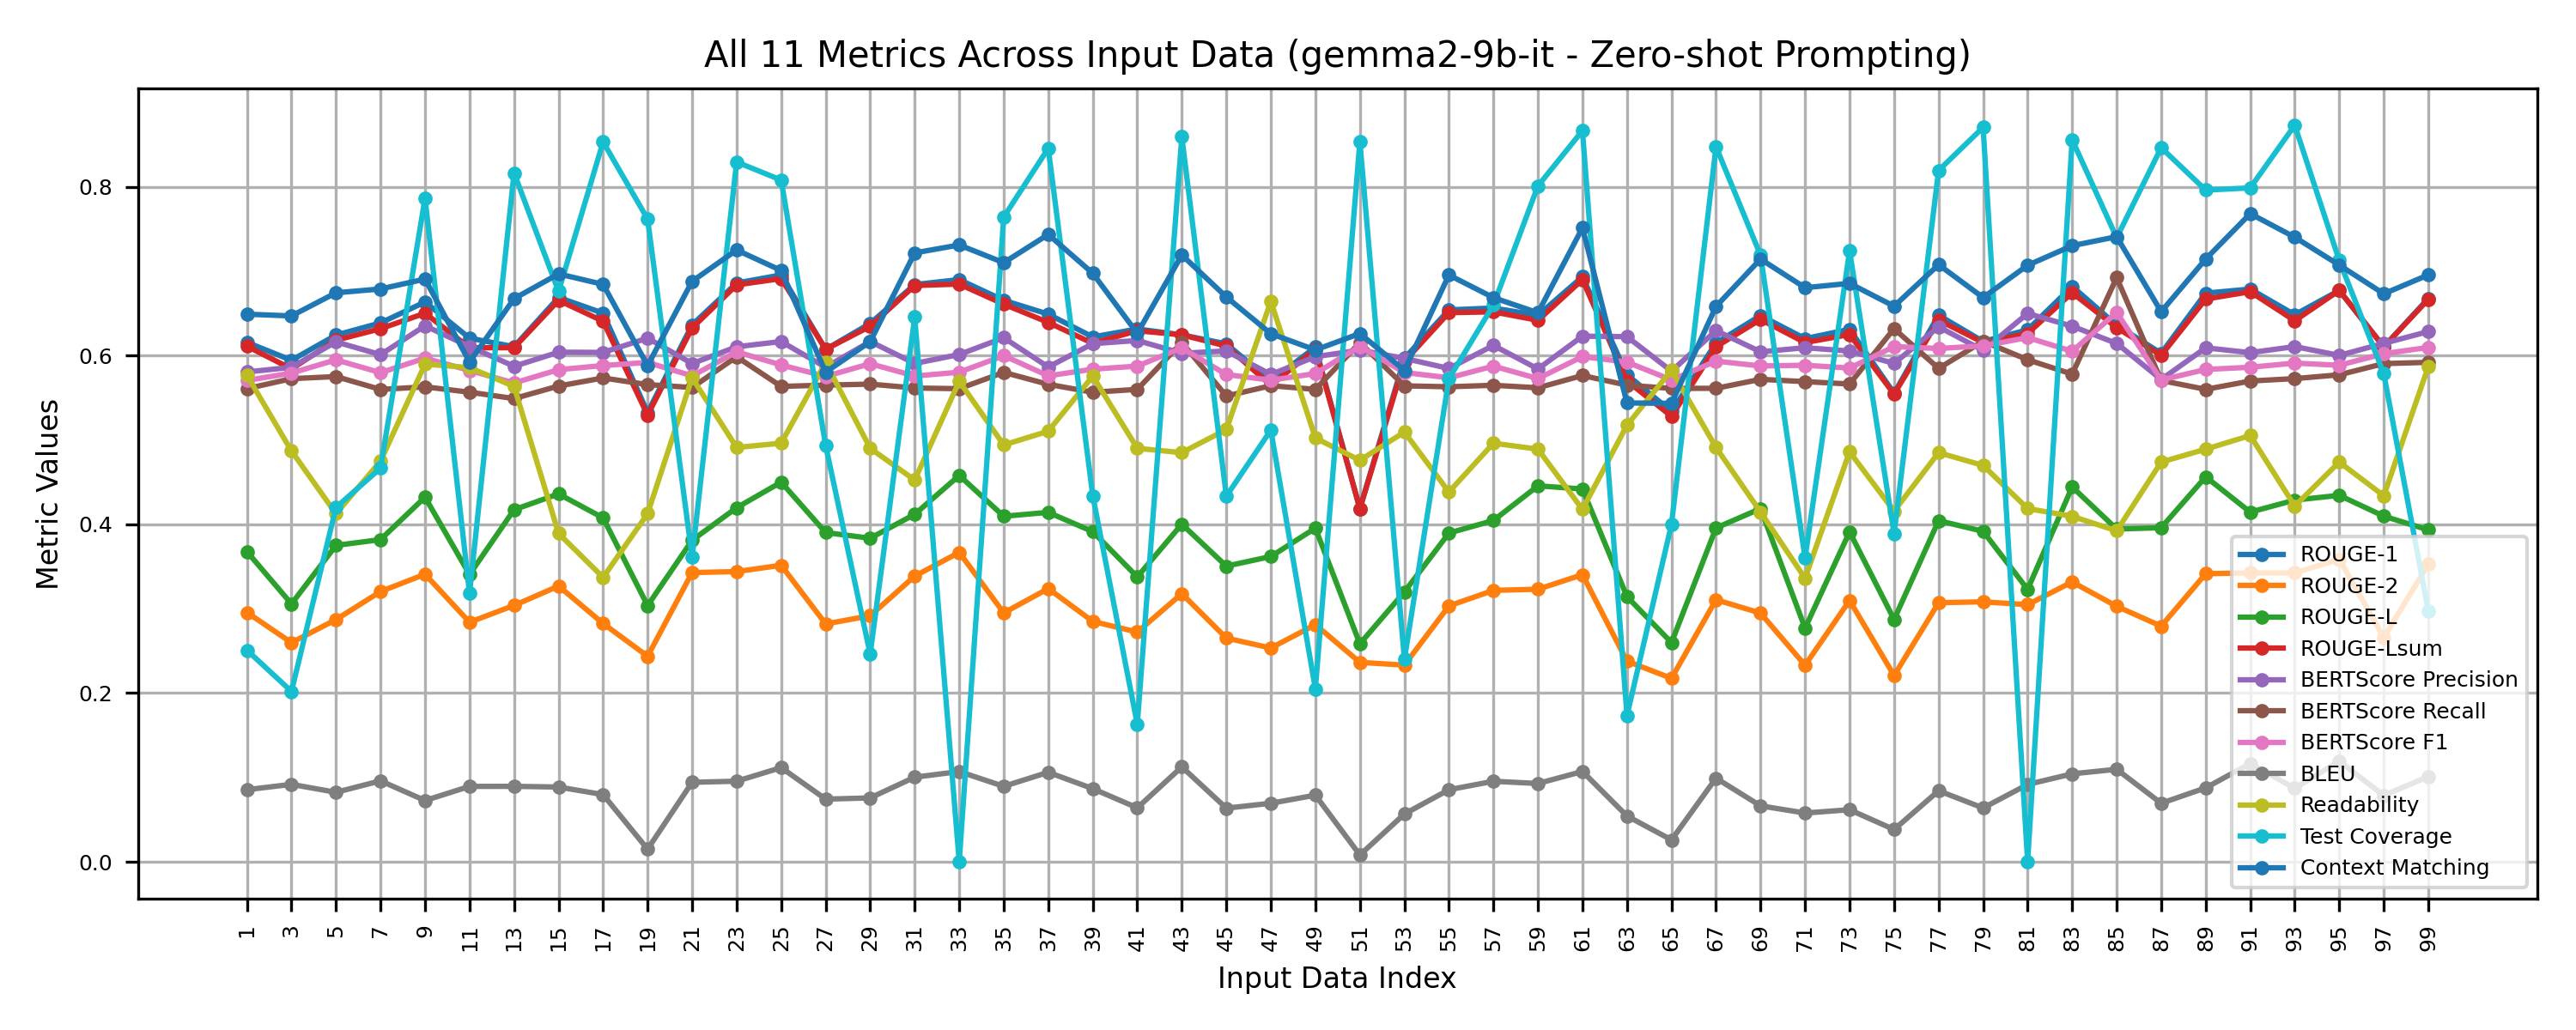 All 11 Metrics Across Input Data (gemma2-9b-it - Zero-shot Prompting)
Metric Values
0.8
0.6
0.4
0.2
0.0
ROUGE-1
ROUGE-2
ROUGE-L
ROUGE-Lsum
BERTScore Precision
BERTScore Recall
BERTScore F1
BLEU
Readability
Test Coverage
Context Matching
1 3 5 7 9 11 13 15 17 19 21 23 25 27 29 31 33 35 37 39 41 43 45 47 49 51 53 55 57 59 61 63 65 67 69 71 73 75 77 79 81 83 85 87 89 91 93 95 97 99
Input Data Index